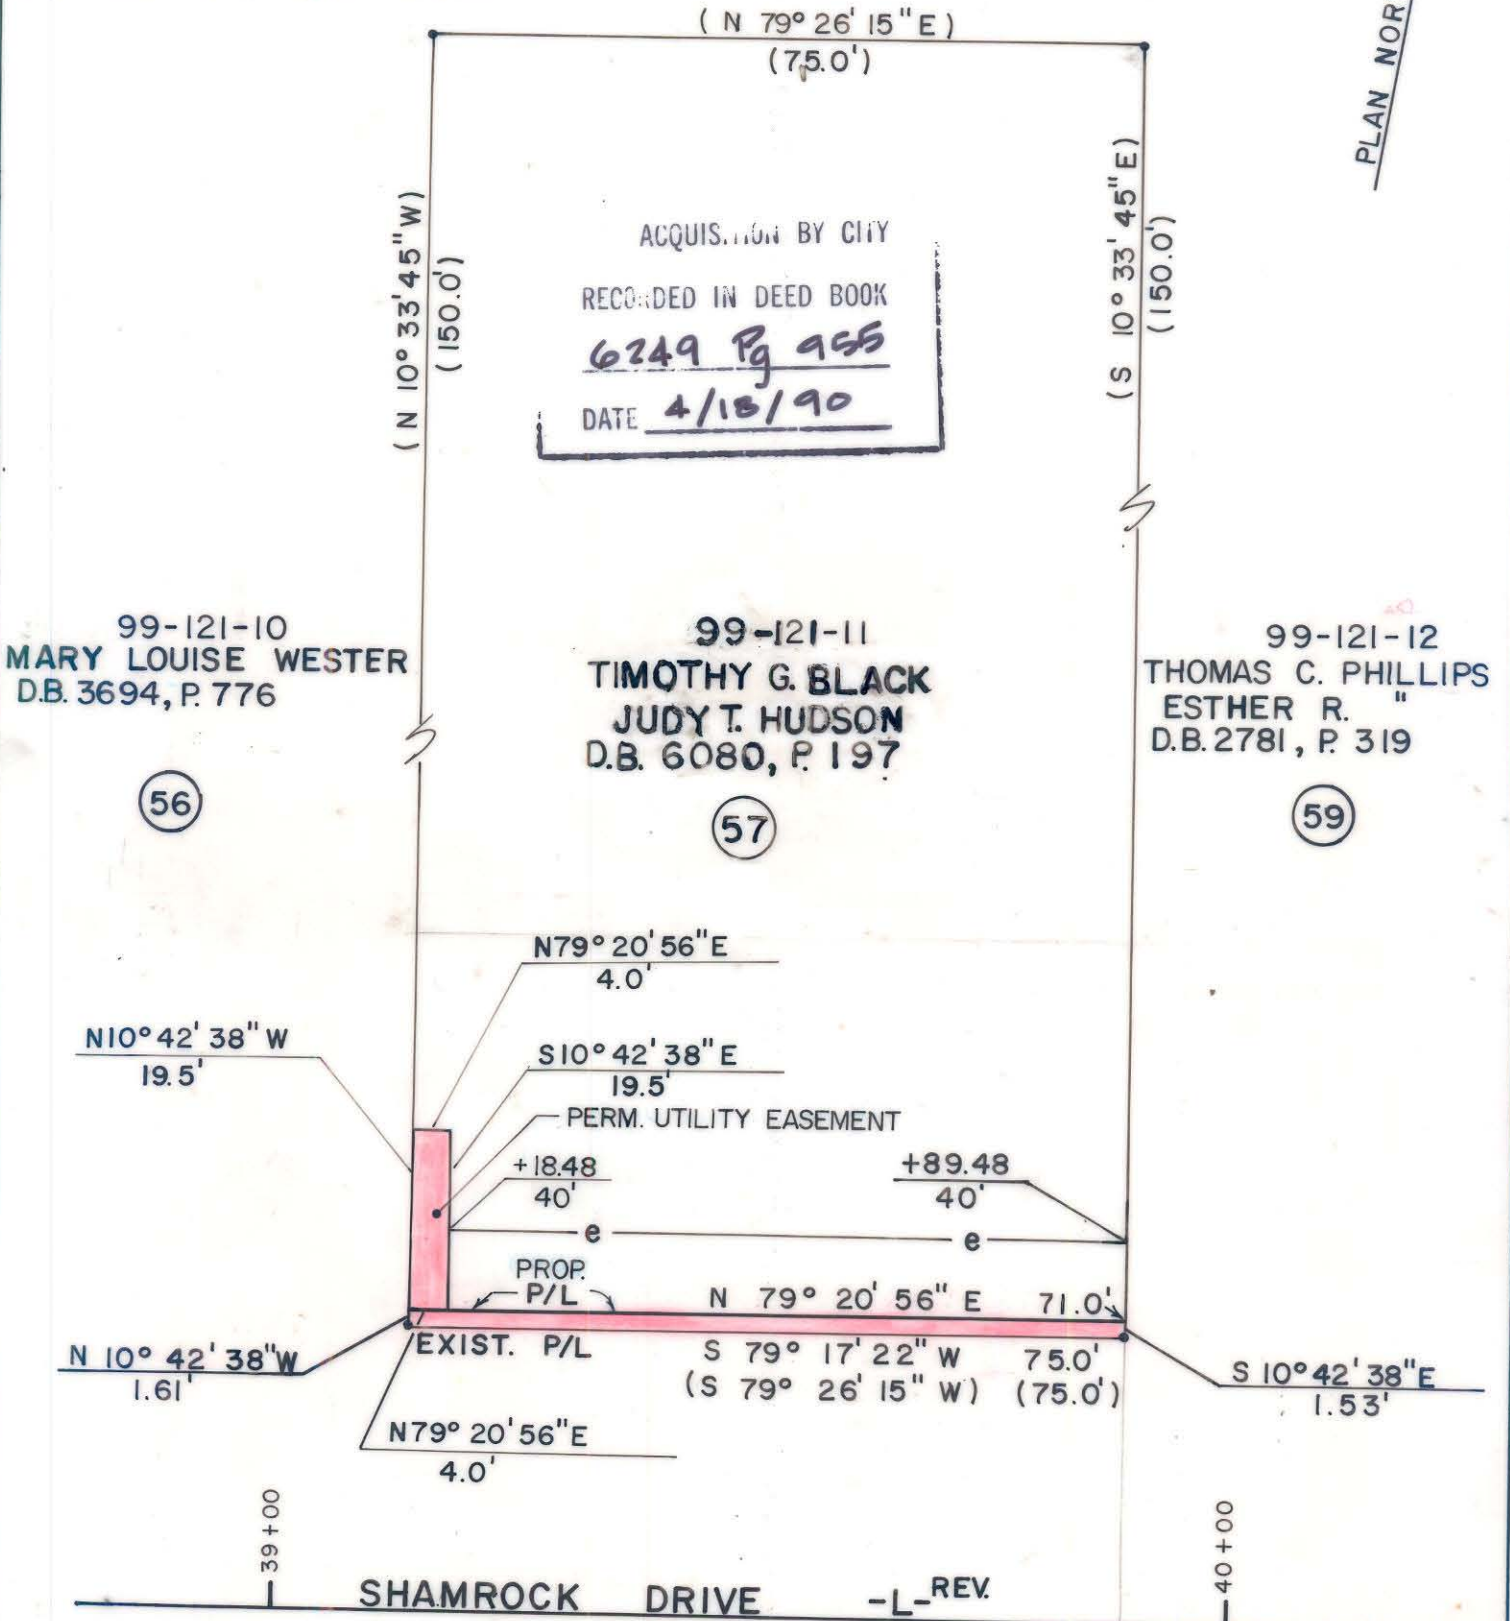 ( N 79° 26' 15" E )
(75.0')
PLAN NOR
( N 10° 33' 45" W )
(150.0')
( S 10° 33' 45" E )
(150.0')
BY CITY
RECORDED IN DEED BOOK
6249 Pg 955
DATE 4/18/90
99-121-10
MARY LOUISE WESTER
D.B. 3694, P. 776
56
99-121-11
TIMOTHY G. BLACK
JUDY T. HUDSON
D.B. 6080, P. 197
57
99-121-12
THOMAS C. PHILLIPS
ESTHER R. "
D.B. 2781, P. 319
59
N79° 20' 56" E
4.0'
N10° 42' 38" W
19.5'
S10° 42' 38" E
19.5'
PERM. UTILITY EASEMENT
+18.48
40'
+89.48
40'
e e
PROP.
P/L
N 79° 20' 56" E 71.0'
EXIST. P/L
S 79° 17' 22" W 75.0'
(S 79° 26' 15" W) (75.0')
N 10° 42' 38" W
1.61'
S 10° 42' 38" E
1.53'
N79° 20' 56" E
4.0'
39+00
40+00
SHAMROCK DRIVE -L- REV.